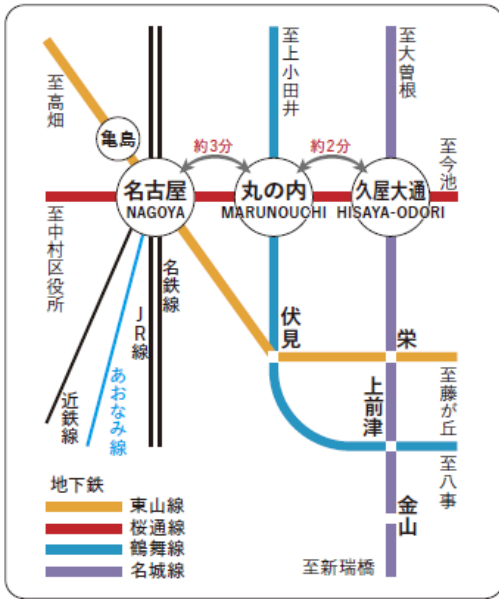 至高畑
亀島
至上小田井
至大曽根
約3分
約2分
至今池
名古屋
NAGOYA
丸の内
MARUNOUCHI
久屋大通
HISAYA-ODORI
至中村区役所
名鉄線
JR線
あおなみ線
近鉄線
伏見
栄
上前津
至藤が丘
至八事
金山
至新瑞橋
地下鉄
東山線
桜通線
鶴舞線
名城線